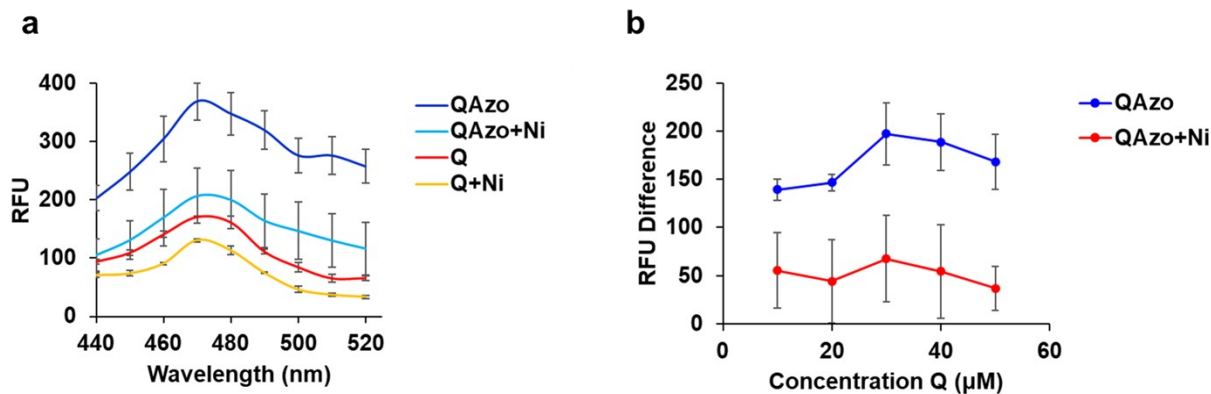 a
400
300
200
100
0
RFU
440 460 480 500 520
Wavelength (nm)
QAzo
QAzo+Ni
Q
Q+Ni
b
250
200
150
100
50
0
RFU Difference
0 20 40 60
Concentration Q (µM)
QAzo
QAzo+Ni